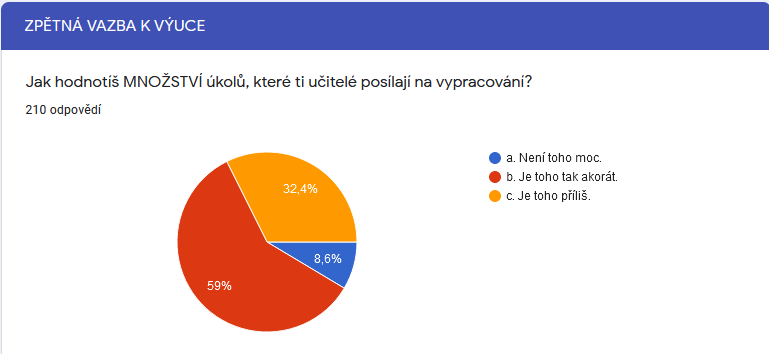 ZPĚTNÁ VAZBA K VÝUCE
Jak hodnotíš MNOŽSTVÍ úkolů, které ti učitelé posílají na vypracování?
210 odpovědí
32,4%
8,6%
59%
a. Není toho moc.
b. Je toho tak akorát.
c. Je toho příliš.